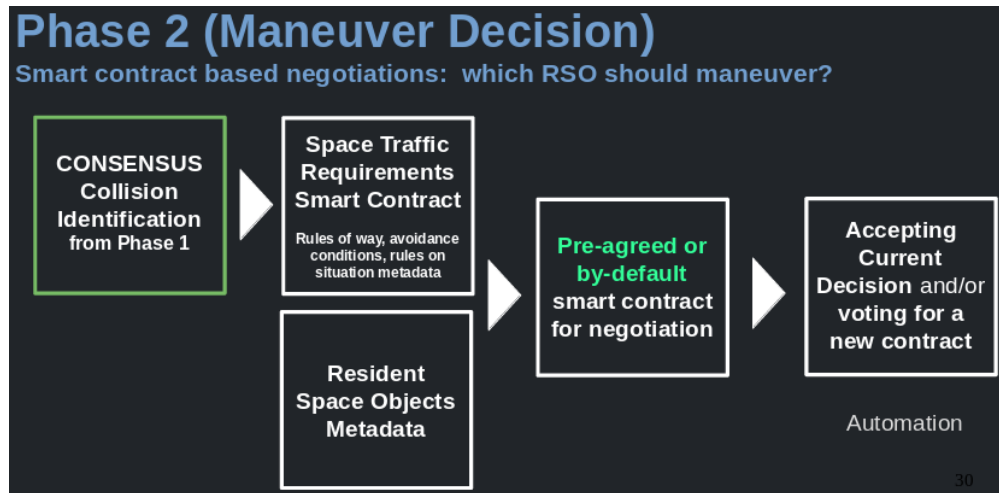 Phase 2 (Maneuver Decision)
Smart contract based negotiations:  which RSO should maneuver?
CONSENSUS
Collision
Identification
from Phase 1
Space Traffic
Requirements
Smart Contract
Rules of way, avoidance
conditions, rules on
situation metadata
Resident
Space Objects
Metadata
Pre-agreed or
by-default
smart contract
for negotiation
Accepting
Current
Decision and/or
voting for a
new contract
Automation
30